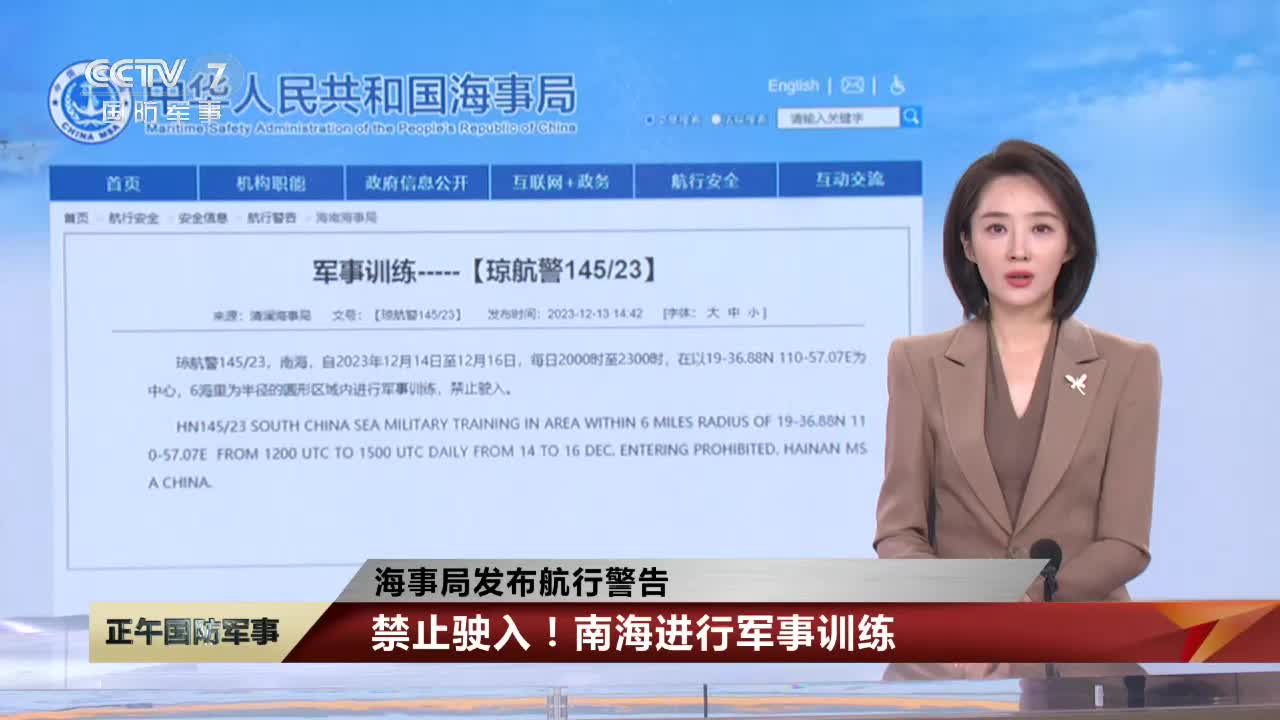 CCTV 7
国防军事
中华人民共和国海事局
Maritime Safety Administration of the People's Republic of China
CHINA MSA
English
请输入关键字
首页 机构职能 政府信息公开 互联网+政务 航行安全 互动交流
首页 航行安全 安全信息 航行警告 海南海事局
军事训练-----【琼航警145/23】
来源：清澜海事局 文号：【琼航警145/23】 发布时间：2023-12-13 14:42 [字体： 大 中 小]
琼航警145/23，南海，自2023年12月14日至12月16日，每日2000时至2300时，在以19-36.88N 110-57.07E为
中心，6海里为半径的圆形区域内进行军事训练，禁止驶入。
HN145/23 SOUTH CHINA SEA MILITARY TRAINING IN AREA WITHIN 6 MILES RADIUS OF 19-36.88N 11
0-57.07E FROM 1200 UTC TO 1500 UTC DAILY FROM 14 TO 16 DEC. ENTERING PROHIBITED. HAINAN MS
A CHINA.
海事局发布航行警告
正午国防军事
禁止驶入！南海进行军事训练